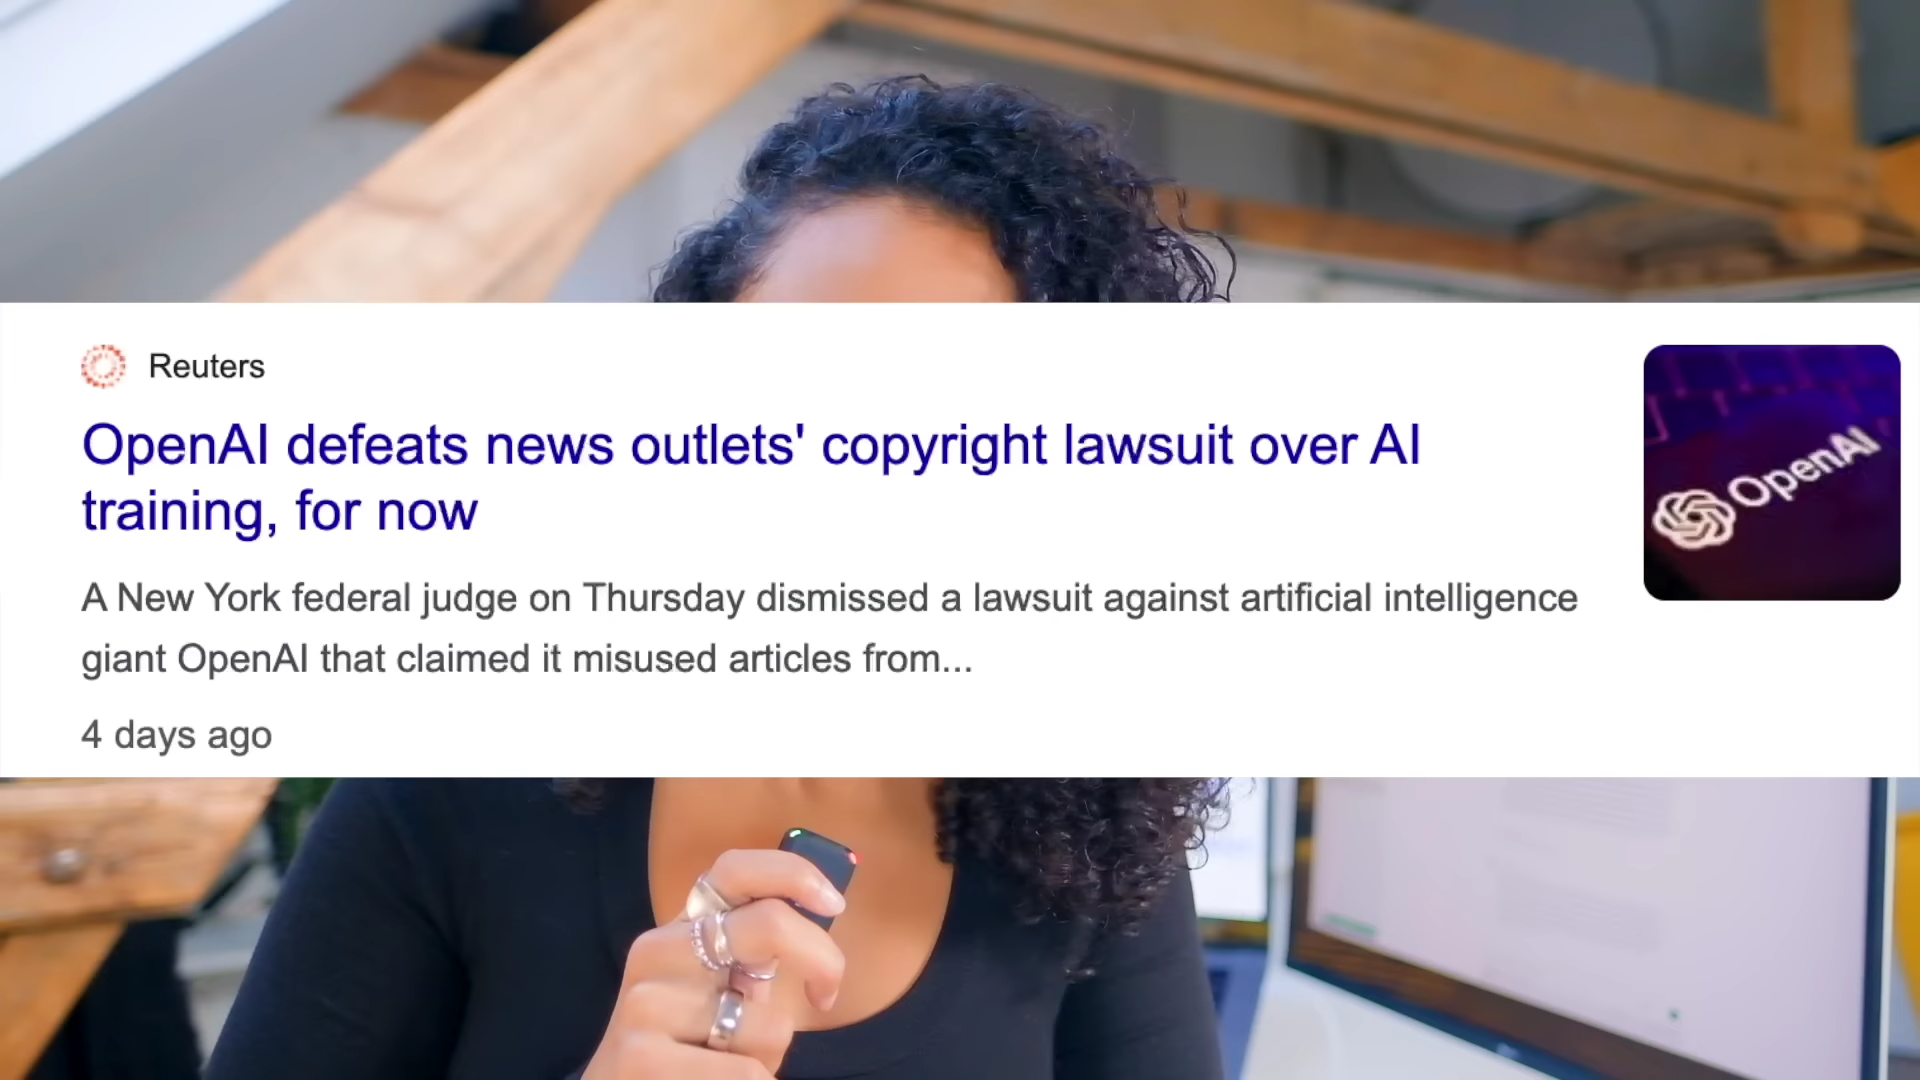 Reuters
OpenAI defeats news outlets' copyright lawsuit over AI
training, for now
OpenAI
A New York federal judge on Thursday dismissed a lawsuit against artificial intelligence
giant OpenAI that claimed it misused articles from...
4 days ago